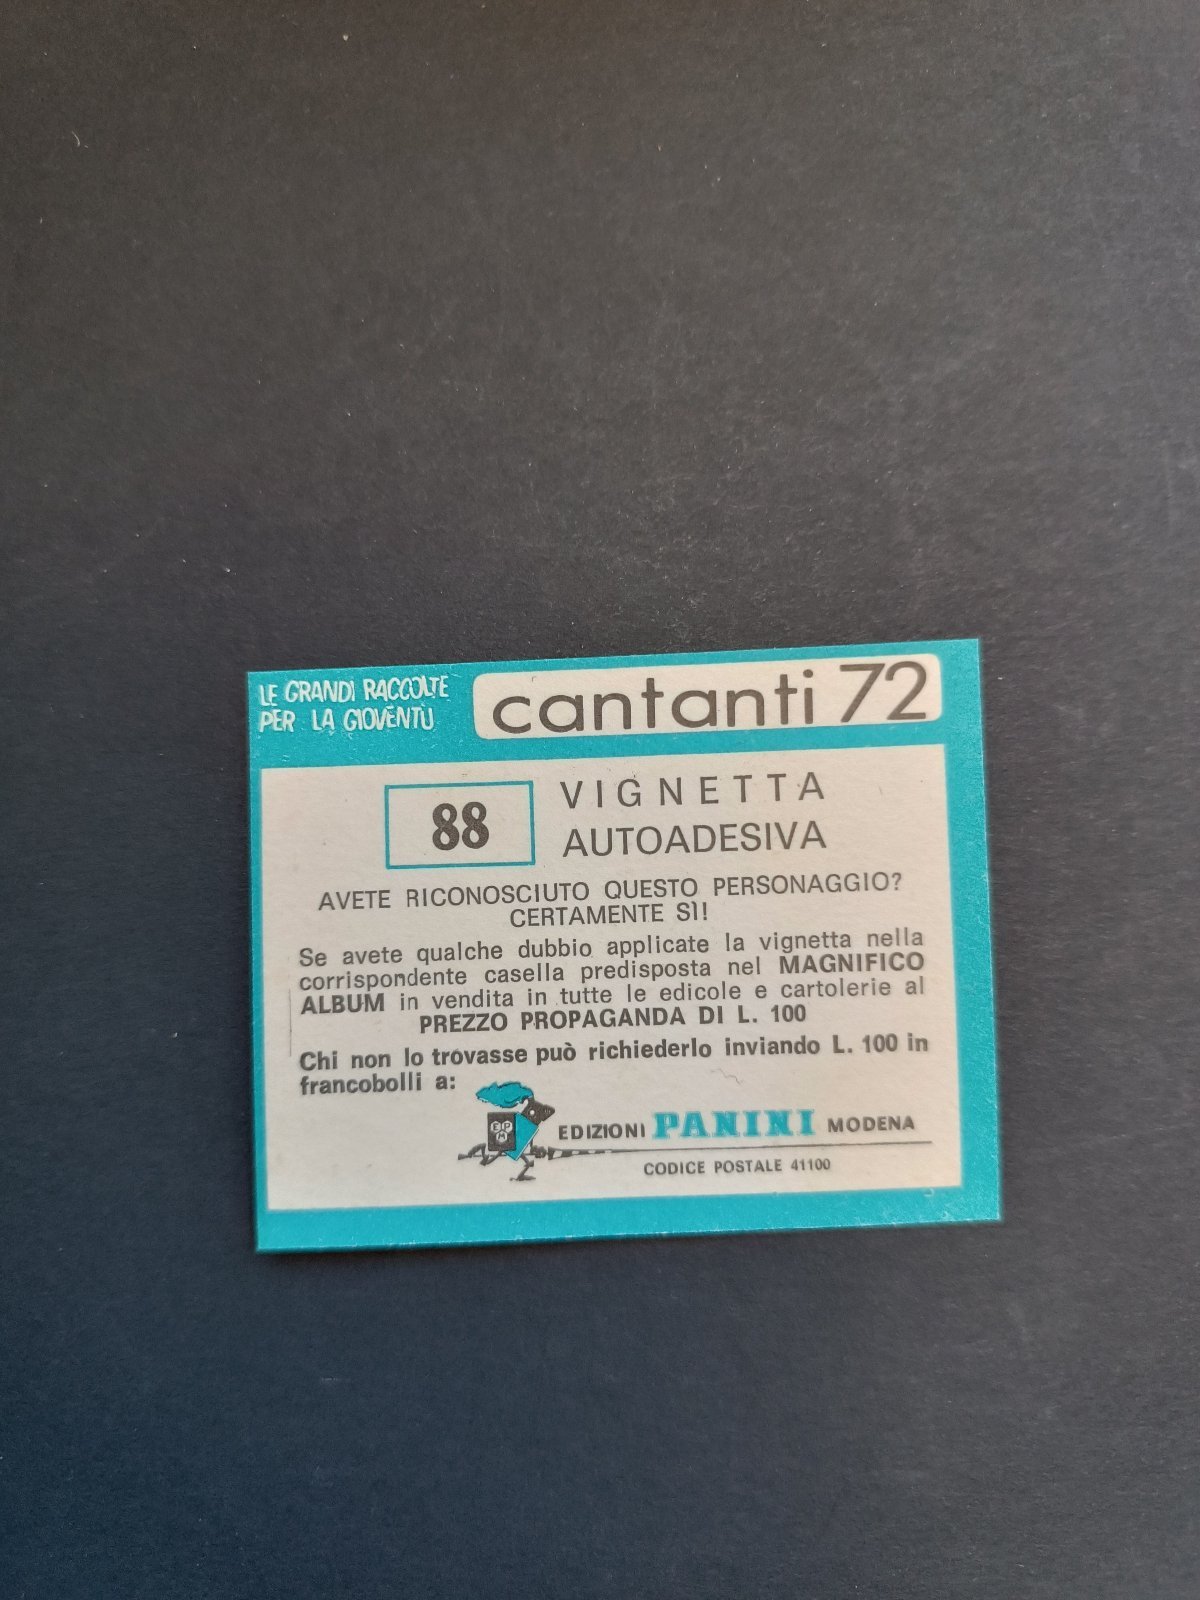 LE GRANDI RACCOLTE
PER LA GIOVENTÙ
cantanti 72
88
VIGNETTA
AUTOADESIVA
AVETE RICONOSCIUTO QUESTO PERSONAGGIO?
CERTAMENTE SÌ!
Se avete qualche dubbio applicate la vignetta nella
corrispondente casella predisposta nel MAGNIFICO
ALBUM in vendita in tutte le edicole e cartolerie al
PREZZO PROPAGANDA DI L. 100
Chi non lo trovasse può richiederlo inviando L. 100 in
francobolli a:
EPM
EDIZIONI PANINI MODENA
CODICE POSTALE 41100